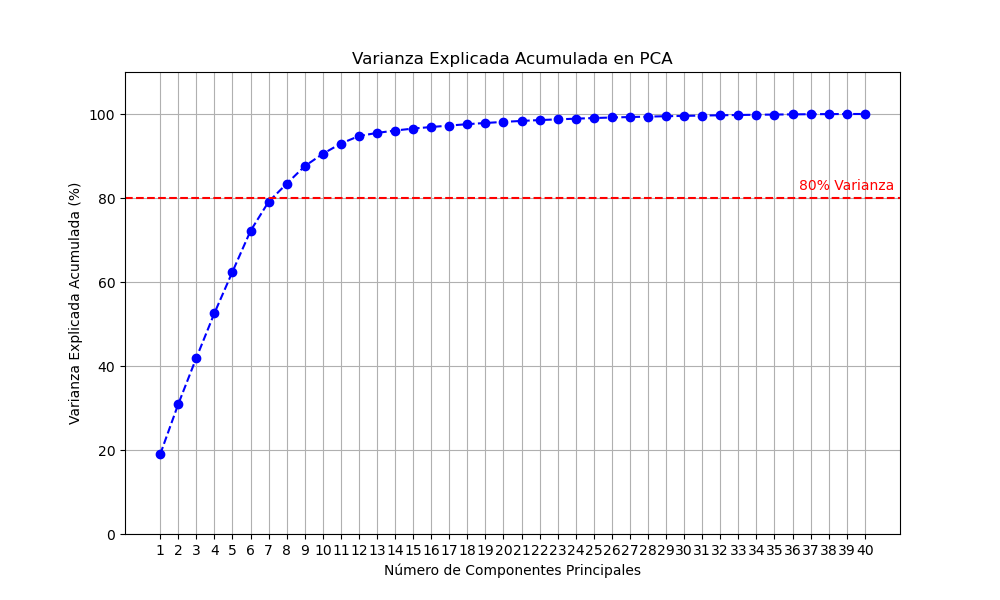 Varianza Explicada Acumulada en PCA
Varianza Explicada Acumulada (%)
100
80
60
40
20
0
80% Varianza
1 2 3 4 5 6 7 8 9 10 11 12 13 14 15 16 17 18 19 20 21 22 23 24 25 26 27 28 29 30 31 32 33 34 35 36 37 38 39 40
Número de Componentes Principales